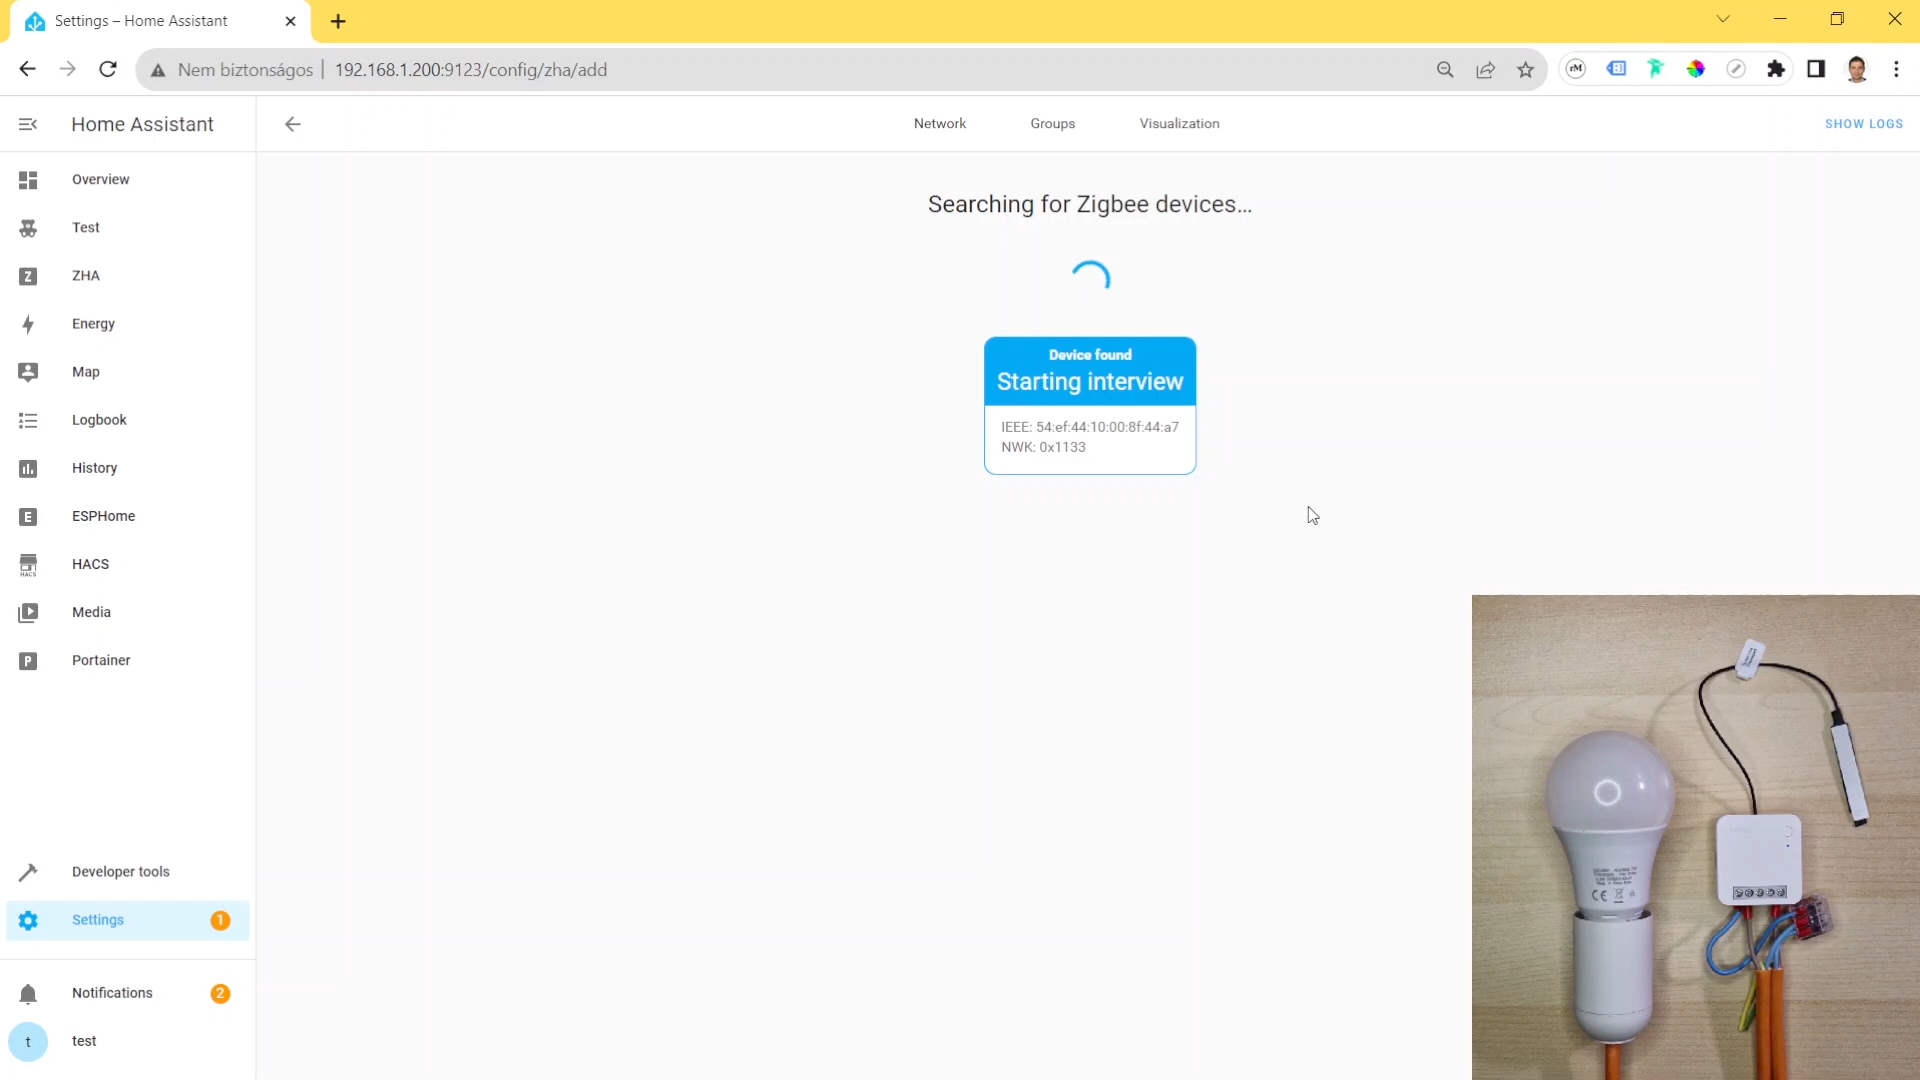 Settings – Home Assistant
Nem biztonságos | 192.168.1.200:9123/config/zha/add
Home Assistant
Network
Groups
Visualization
SHOW LOGS
Overview
Test
ZHA
Energy
Map
Logbook
History
ESPHome
HACS
Media
Portainer
Developer tools
Settings
1
Notifications
2
t
test
Searching for Zigbee devices...
Device found
Starting interview
IEEE: 54:ef:44:10:00:8f:44:a7
NWK: 0x1133